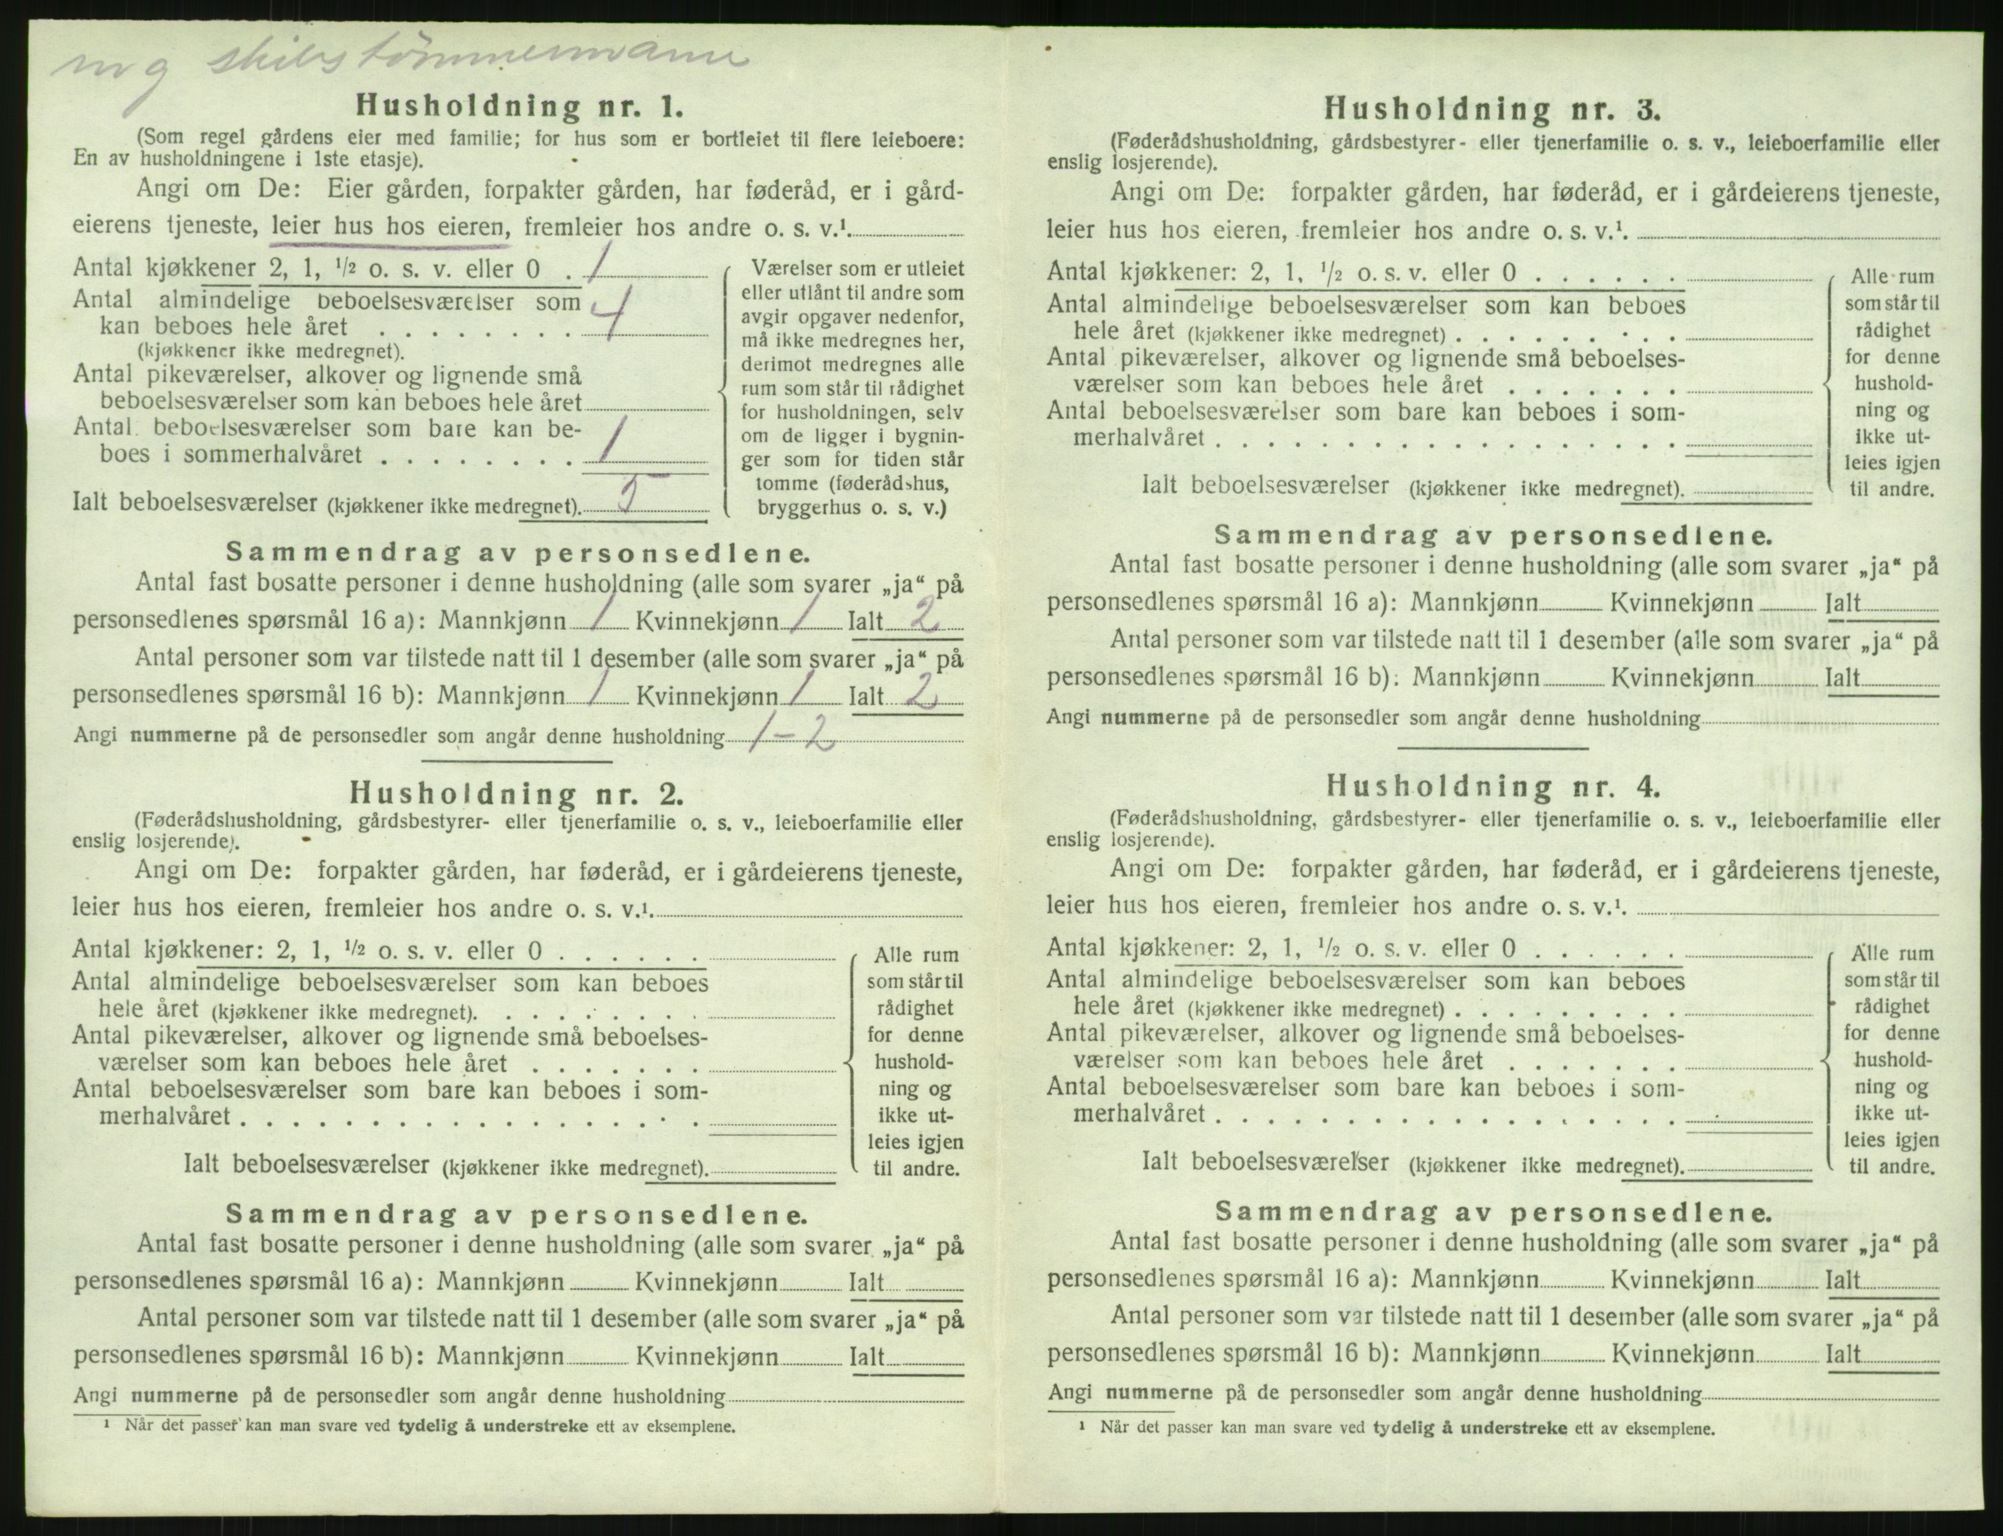 mg skibstømmermann
Husholdning nr. 1.
(Som regel gårdens eier med familie; for hus som er bortleiet til flere leieboere:
En av husholdningene i 1ste etasje).
Angi om De: Eier gården, forpakter gården, har føderåd, er i gård-
eierens tjeneste, leier hus hos eieren, fremleier hos andre o. s. v.¹
Antal kjøkkener 2, 1, ½ o. s. v. eller 0 . 1
Antal almindelige beboelsesværelser som
kan beboes hele året . . . . . . . . 4
(kjøkkener ikke medregnet).
Antal pikeværelser, alkover og lignende små
beboelsesværelser som kan beboes hele året
Antal beboelsesværelser som bare kan be-
boes i sommerhalvåret . . . . . . . . 1
Ialt beboelsesværelser (kjøkkener ikke medregnet). 5
Værelser som er utleiet
eller utlånt til andre som
avgir opgaver nedenfor,
må ikke medregnes her,
derimot medregnes alle
rum som står til rådighet
for husholdningen, selv
om de ligger i bygnin-
ger som for tiden står
tomme (føderådshus,
bryggerhus o. s. v.)
Sammendrag av personsedlene.
Antal fast bosatte personer i denne husholdning (alle som svarer „ja“ på
personsedlenes spørsmål 16 a): Mannkjønn 1 Kvinnekjønn 1 Ialt 2
Antal personer som var tilstede natt til 1 desember (alle som svarer „ja“ på
personsedlenes spørsmål 16 b): Mannkjønn 1 Kvinnekjønn 1 Ialt 2
Angi nummerne på de personsedler som angår denne husholdning 1-2
Husholdning nr. 2.
(Føderådshusholdning, gårdsbestyrer- eller tjenerfamilie o. s. v., leieboerfamilie eller
enslig losjerende).
Angi om De: forpakter gården, har føderåd, er i gårdeierens tjeneste,
leier hus hos eieren, fremleier hos andre o. s. v.¹
Antal kjøkkener: 2, 1, ½ o. s. v. eller 0 . . . . . .
Antal almindelige beboelsesværelser som kan beboes
hele året (kjøkkener ikke medregnet). . . . . . . . .
Antal pikeværelser, alkover og lignende små beboelses-
værelser som kan beboes hele året . . . . . . .
Antal beboelsesværelser som bare kan beboes i som-
merhalvåret . . . . . . . . . . . . . . . . . .
Ialt beboelsesværelser (kjøkkener ikke medregnet).
Alle rum
som står til
rådighet
for denne
hushold-
ning og
ikke ut-
leies igjen
til andre.
Sammendrag av personsedlene.
Antal fast bosatte personer i denne husholdning (alle som svarer „ja“ på
personsedlenes spørsmål 16 a): Mannkjønn Kvinnekjønn Ialt
Antal personer som var tilstede natt til 1 desember (alle som svarer „ja“ på
personsedlenes spørsmål 16 b): Mannkjønn Kvinnekjønn Ialt
Angi nummerne på de personsedler som angår denne husholdning
¹ Når det passer kan man svare ved tydelig å understreke ett av eksemplene.
Husholdning nr. 3.
(Føderådshusholdning, gårdsbestyrer- eller tjenerfamilie o. s. v., leieboerfamilie eller
enslig losjerende).
Angi om De: forpakter gården, har føderåd, er i gårdeierens tjeneste,
leier hus hos eieren, fremleier hos andre o. s. v.¹
Antal kjøkkener: 2, 1, ½ o. s. v. eller 0 . . . . . .
Antal almindelige beboelsesværelser som kan beboes
hele året (kjøkkener ikke medregnet) . . . . . . . . .
Antal pikeværelser, alkover og lignende små beboelses-
værelser som kan beboes hele året . . . . . . .
Antal beboelsesværelser som bare kan beboes i som-
merhalvåret . . . . . . . . . . . . . . . . . .
Ialt beboelsesværelser (kjøkkener ikke medregnet).
Alle rum
som står til
rådighet
for denne
hushold-
ning og
ikke ut-
leies igjen
til andre.
Sammendrag av personsedlene.
Antal fast bosatte personer i denne husholdning (alle som svarer „ja“ på
personsedlenes spørsmål 16 a): Mannkjønn Kvinnekjønn Ialt
Antal personer som var tilstede natt til 1 desember (alle som svarer „ja“ på
personsedlenes spørsmål 16 b): Mannkjønn Kvinnekjønn Ialt
Angi nummerne på de personsedler som angår denne husholdning
Husholdning nr. 4.
(Føderådshusholdning, gårdsbestyrer- eller tjenerfamilie o. s. v., leieboerfamilie eller
enslig losjerende).
Angi om De: forpakter gården, har føderåd, er i gårdeierens tjeneste,
leier hus hos eieren, fremleier hos andre o. s. v.¹
Antal kjøkkener: 2, 1, ½ o. s. v. eller 0 . . . . . .
Antal almindelige beboelsesværelser som kan beboes
hele året (kjøkkener ikke medregnet) . . . . . . . . .
Antal pikeværelser, alkover og lignende små beboelses-
værelser som kan beboes hele året . . . . . . .
Antal beboelsesværelser som bare kan beboes i som-
merhalvåret . . . . . . . . . . . . . . . . . .
Ialt beboelsesværelser (kjøkkener ikke medregnet).
Alle rum
som står til
rådighet
for denne
hushold-
ning og
ikke ut-
leies igjen
til andre.
Sammendrag av personsedlene.
Antal fast bosatte personer i denne husholdning (alle som svarer „ja“ på
personsedlenes spørsmål 16 a): Mannkjønn Kvinnekjønn Ialt
Antal personer som var tilstede natt til 1 desember (alle som svarer „ja“ på
personsedlenes spørsmål 16 b): Mannkjønn Kvinnekjønn Ialt
Angi nummerne på de personsedler som angår denne husholdning
¹ Når det passer kan man svare ved tydelig å understreke ett av eksemplene.